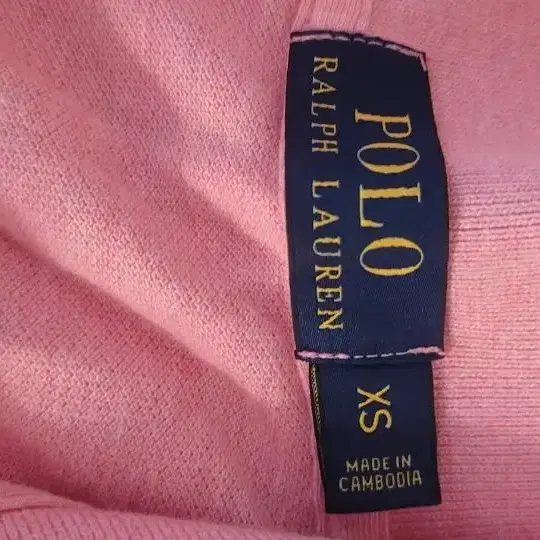 POLO
RALPH LAUREN
XS
MADE IN
CAMBODIA